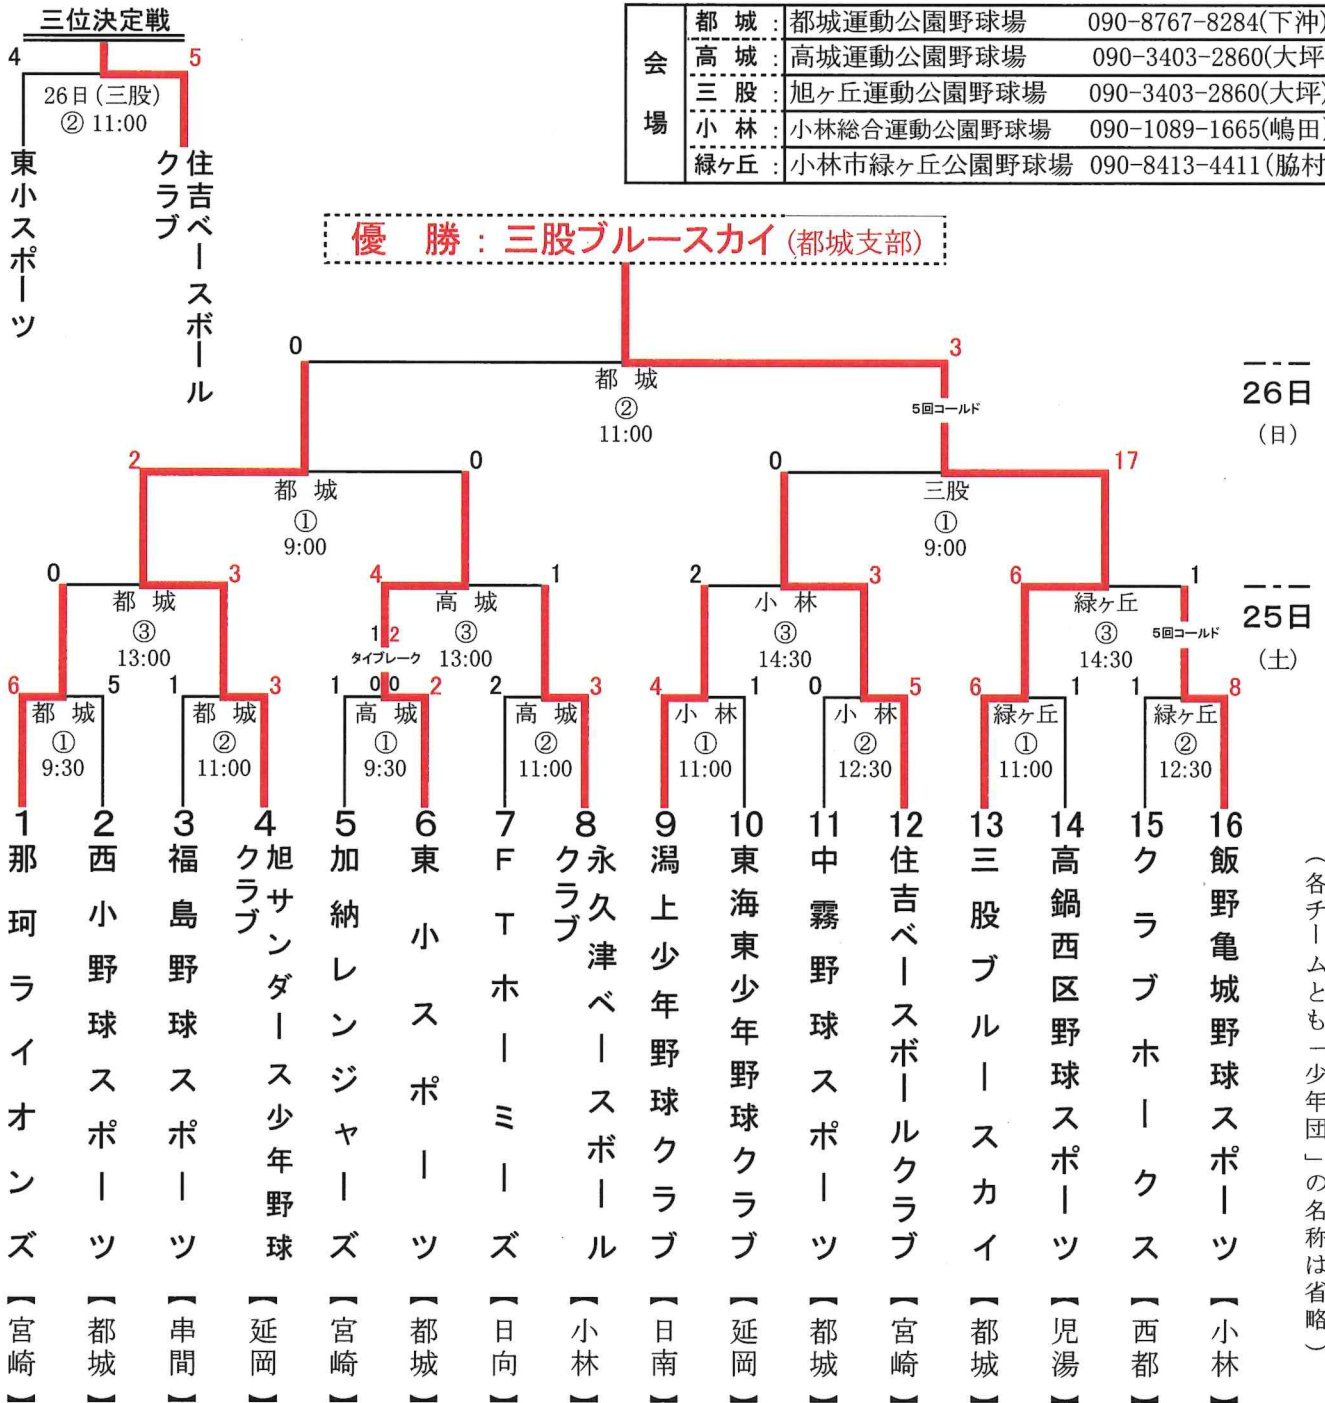 三位決定戦
4
5
26日(三股)
② 11:00
東小スポーツ
住吉ベースボール
クラブ
会場
都城：都城運動公園野球場 090-8767-8284(下沖)
高城：高城運動公園野球場 090-3403-2860(大坪
三股：旭ヶ丘運動公園野球場 090-3403-2860(大坪)
小林：小林総合運動公園野球場 090-1089-1665(嶋田)
緑ヶ丘：小林市緑ヶ丘公園野球場 090-8413-4411(脇村
優 勝：三股ブルースカイ(都城支部)
0
3
都 城
②
11:00
5回コールド
26日
(日)
2
0
0
17
都 城
①
9:00
三股
①
9:00
0
3
4
1
2
3
6
1
都 城
③
13:00
高 城
③
13:00
小 林
③
14:30
緑ヶ丘
③
14:30
25日
(土)
1 2
タイブレーク
0 0
5回コールド
6
5
1
3
1
2
2
3
4
1
0
5
6
1
1
8
都 城
①
9:30
都 城
②
11:00
高 城
①
9:30
高 城
②
11:00
小 林
①
11:00
小 林
②
12:30
緑ヶ丘
①
11:00
緑ヶ丘
②
12:30
1
那珂ライオンズ
【宮崎】
2
西小野球スポーツ
【都城】
3
福島野球スポーツ
【串間】
4
旭サンダース少年野球
クラブ
【延岡】
5
加納レンジャーズ
【宮崎】
6
東小スポーツ
【都城】
7
FTホーミーズ
【日向】
8
永久津ベースボール
クラブ
【小林】
9
潟上少年野球クラブ
【日南】
10
東海東少年野球クラブ
【延岡】
11
中霧野球スポーツ
【都城】
12
住吉ベースボールクラブ
【宮崎】
13
三股ブルースカイ
【都城】
14
高鍋西区野球スポーツ
【児湯】
15
クラブホークス
【西都】
16
飯野亀城野球スポーツ
【小林】
(各チームとも「少年団」の名称は省略)